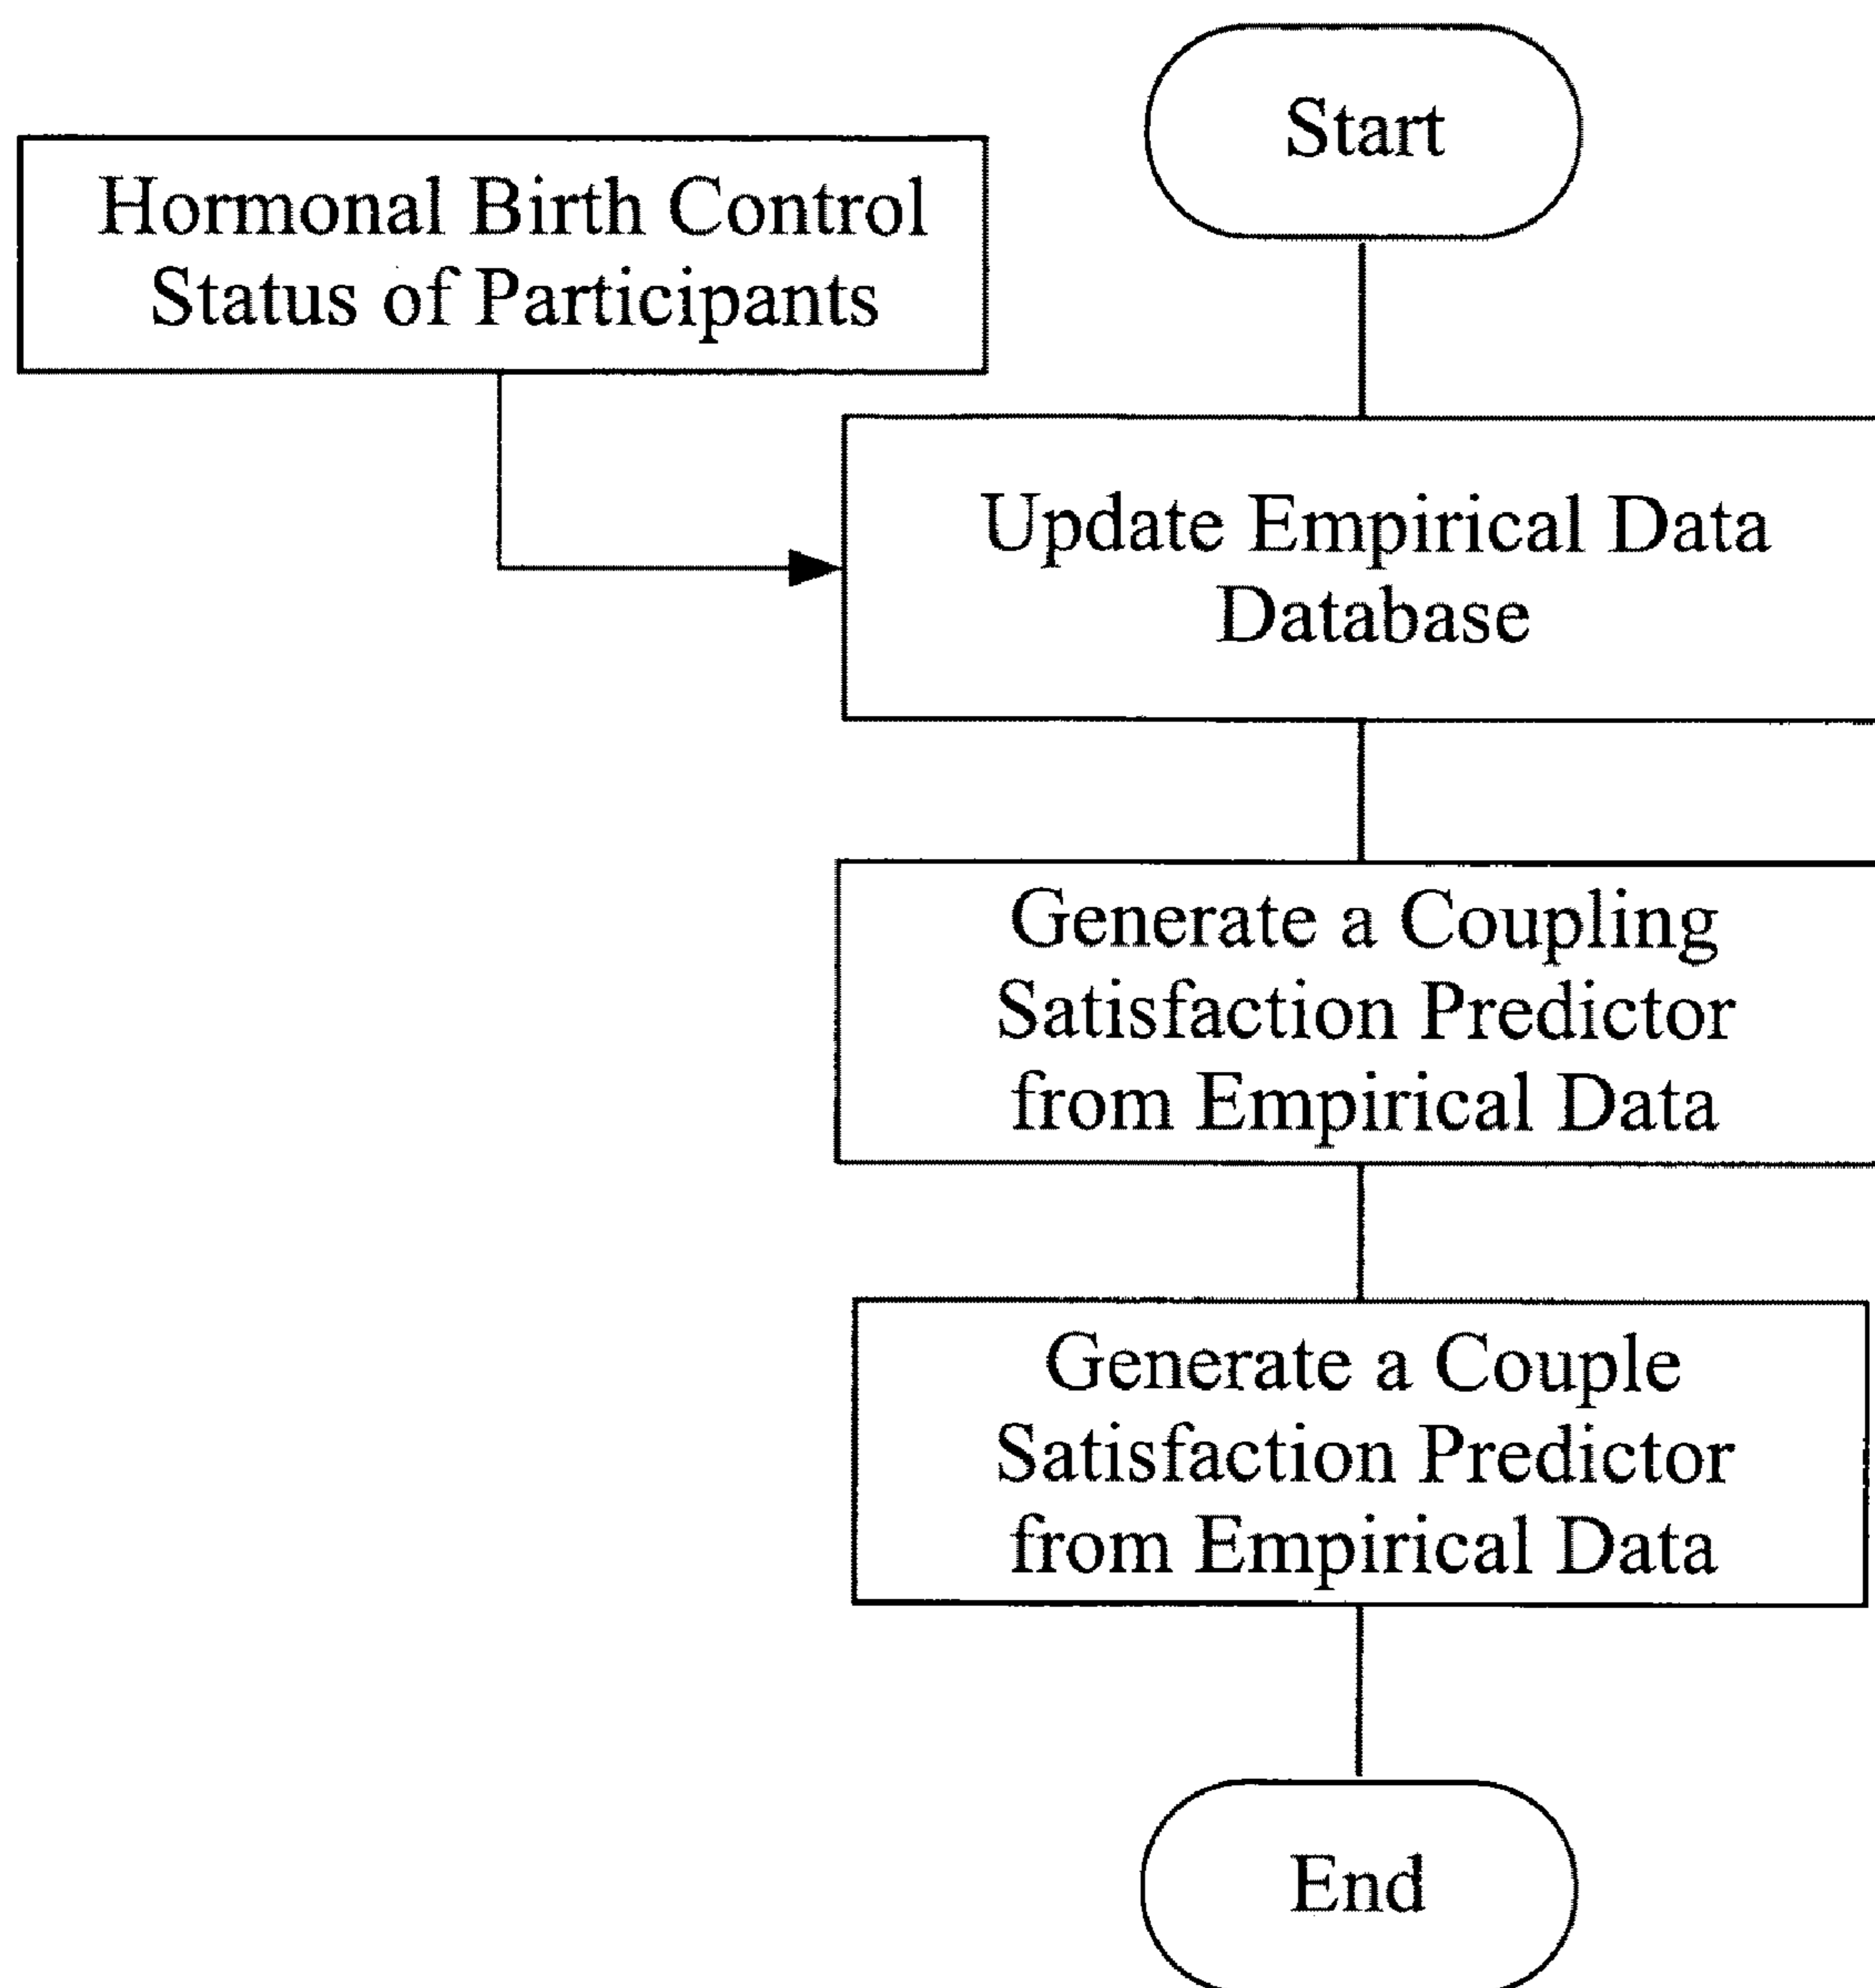 Start
Hormonal Birth Control
Status of Participants
Update Empirical Data
Database
Generate a Coupling
Satisfaction Predictor
from Empirical Data
Generate a Couple
Satisfaction Predictor
from Empirical Data
End